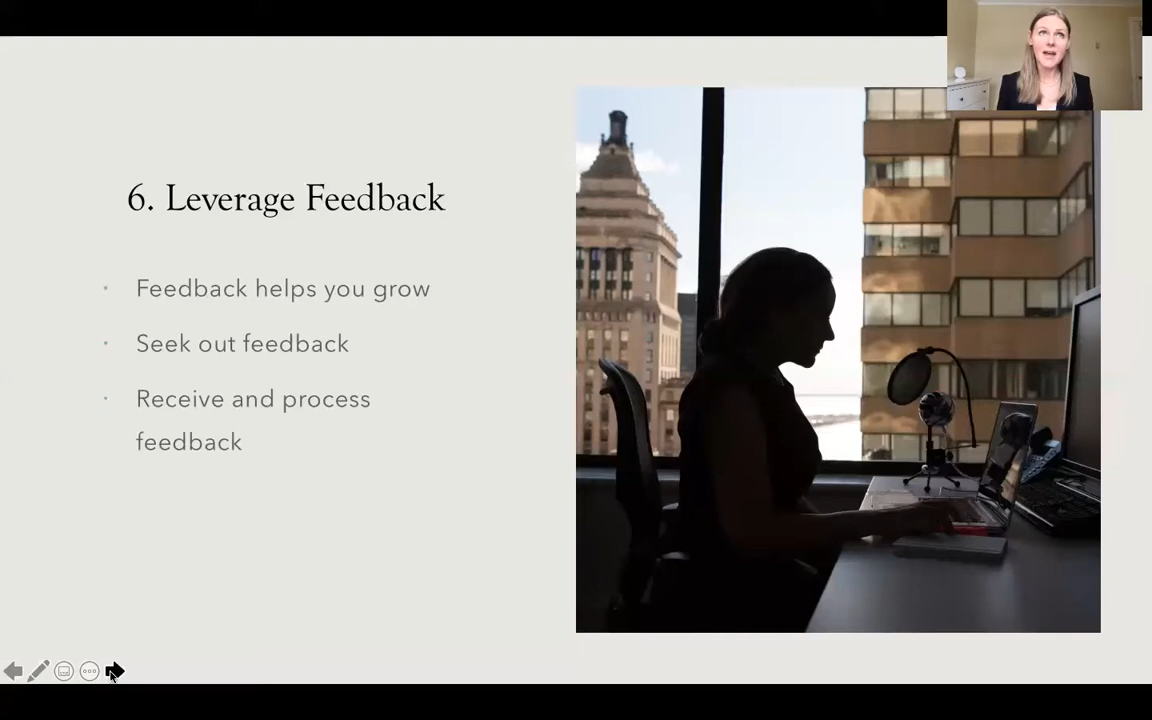 6. Leverage Feedback
· Feedback helps you grow
· Seek out feedback
· Receive and process
feedback